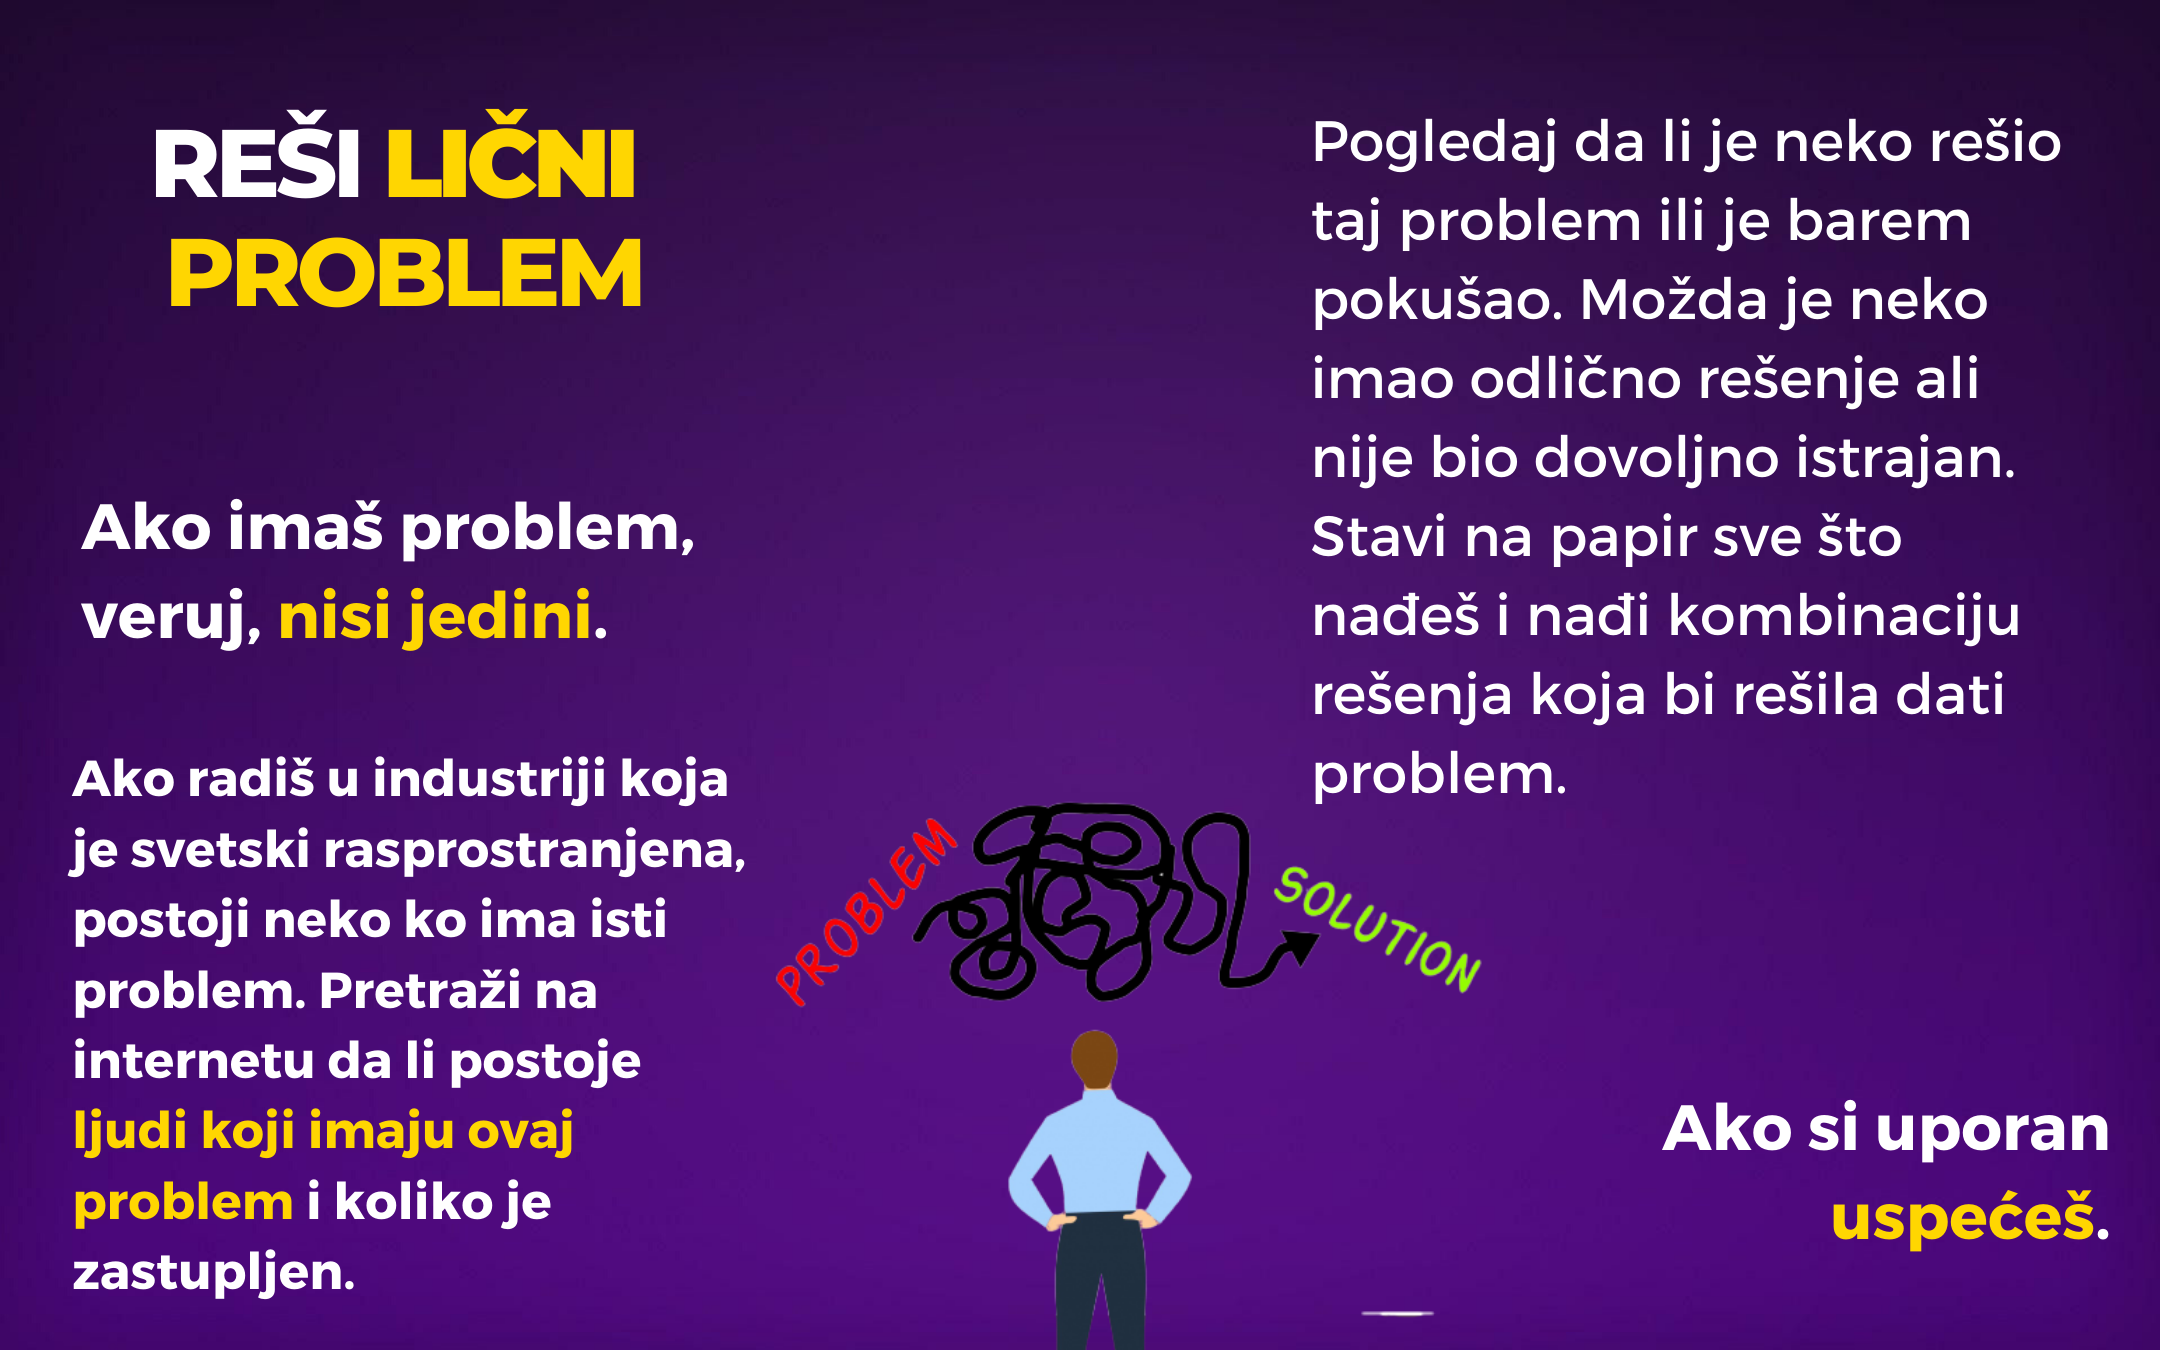 REŠI LIČNI
PROBLEM
Ako imaš problem,
veruj, nisi jedini.
Ako radiš u industriji koja
je svetski rasprostranjena,
postoji neko ko ima isti
problem. Pretraži na
internetu da li postoje
ljudi koji imaju ovaj
problem i koliko je
zastupljen.
Pogledaj da li je neko rešio
taj problem ili je barem
pokušao. Možda je neko
imao odlično rešenje ali
nije bio dovoljno istrajan.
Stavi na papir sve što
nađeš i nađi kombinaciju
rešenja koja bi rešila dati
problem.
PROBLEM
SOLUTION
Ako si uporan
uspećeš.